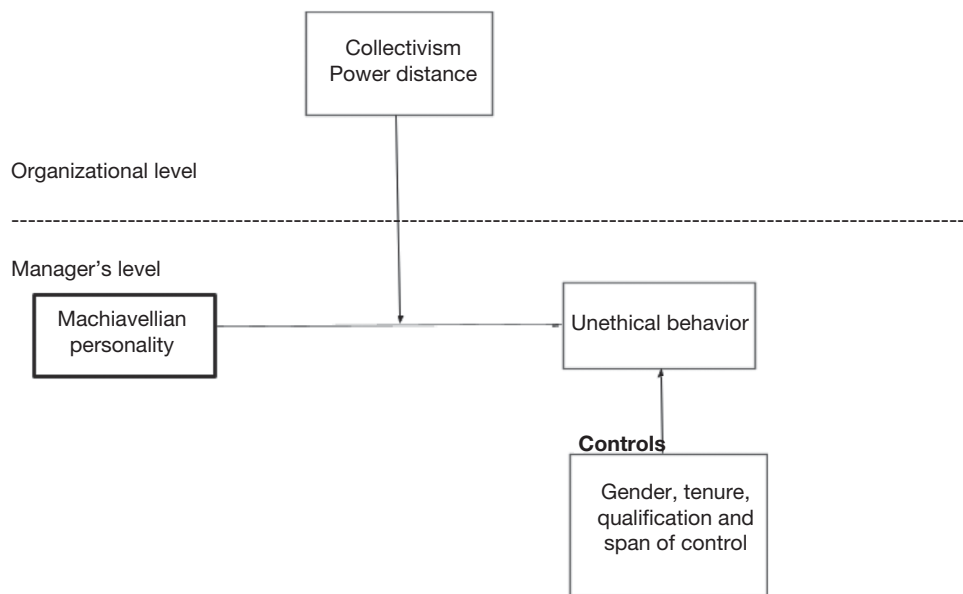 Collectivism
Power distance
Organizational level
Manager’s level
Machiavellian
personality
Unethical behavior
Controls
Gender, tenure,
qualification and
span of control